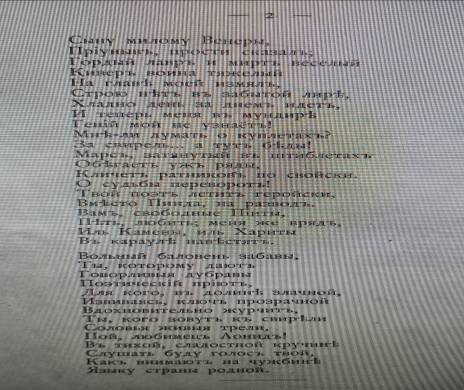 — 2 —
Сыну милому Венеры,
Пріунывъ, прости сказалъ;
Гордый лавръ и миртъ веселый
Киверъ воина тяжелый
На главѣ моей измялъ,
Строю нѣтъ въ забытой лирѣ,
Хладно день за днемъ идетъ,
И теперь меня въ мундирѣ
Геній мой не узнаетъ!
Мнѣ-ли думать о куплетахъ?
За свирель... а тутъ бѣды!
Марсъ, затянутый въ штиблетахъ
Обѣгаетъ ужъ ряды,
Кличетъ ратниковъ по свойски.
О судьбы переворотъ!
Твой поэтъ летитъ геройски,
Вмѣсто Пинда, на разводъ.
Вамъ, свободные Піиты,
Пѣть, любить; меня же врядъ,
Иль Камены, иль Хариты
Въ караулѣ навѣстятъ.
Вольный баловень забавы,
Ты, которому даютъ
Говорливыя дубравы
Поэтическій пріютъ,
Для кого, въ долинѣ злачной,
Извиваясь, ключъ прозрачной
Вдохновительно журчитъ,
Ты, кого зовутъ къ свирѣли
Соловья живыя трели,
Пой, любимецъ Аонидъ!
Въ тихой, сладостной кручинѣ
Слушать буду голосъ твой,
Какъ внимаютъ на чужбинѣ
Языку страны родной.